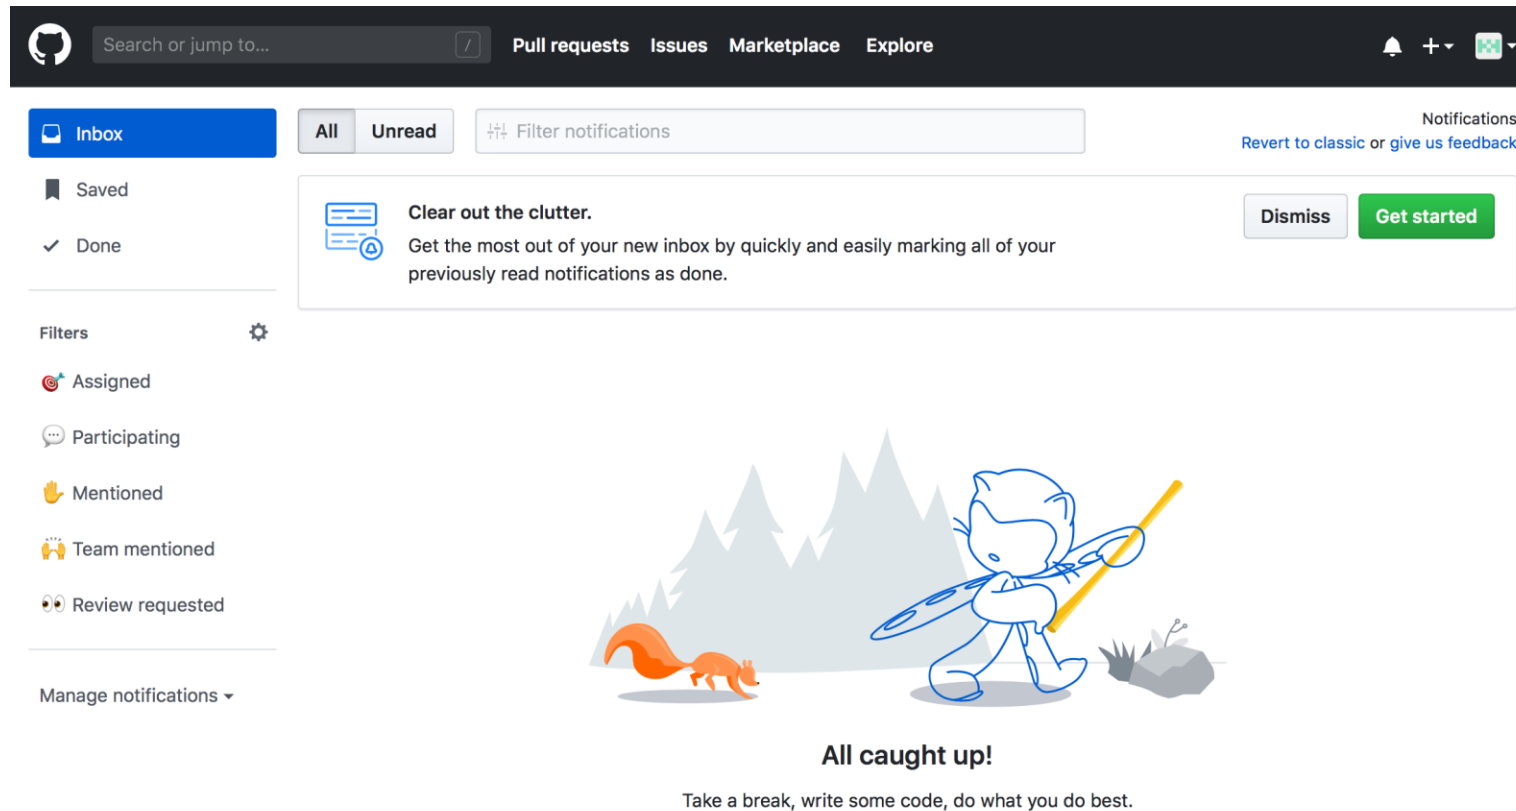 Search or jump to... /
Pull requests Issues Marketplace Explore
Inbox
Saved
Done
Filters
Assigned
Participating
Mentioned
Team mentioned
Review requested
Manage notifications
All Unread Filter notifications
Notifications
Revert to classic or give us feedback
Clear out the clutter.
Get the most out of your new inbox by quickly and easily marking all of your
previously read notifications as done.
Dismiss Get started
All caught up!
Take a break, write some code, do what you do best.